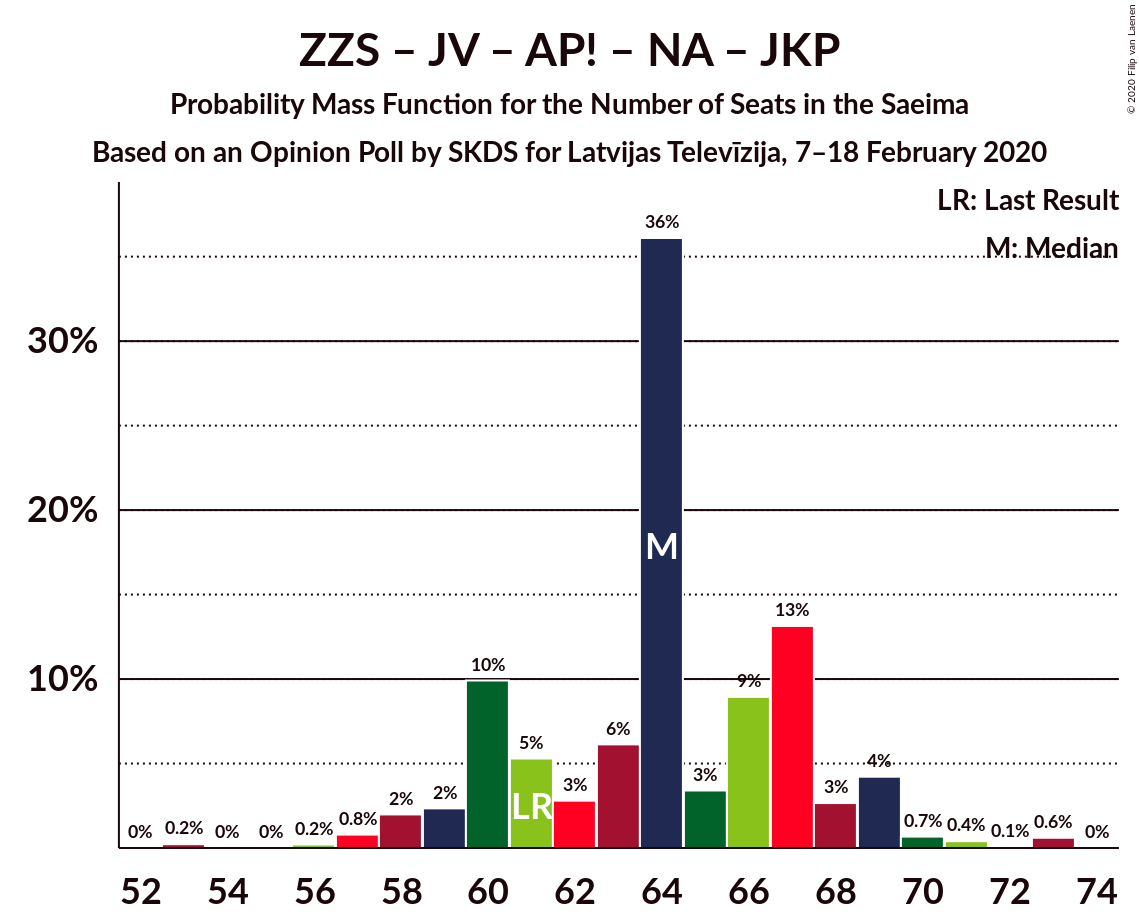 ZZS – JV – AP! – NA – JKP
Probability Mass Function for the Number of Seats in the Saeima
Based on an Opinion Poll by SKDS for Latvijas Televīzija, 7–18 February 2020
© 2020 Filip van Laenen
LR: Last Result
M: Median
30%
20%
10%
0% 0.2% 0% 0% 0.2% 0.8% 2% 2% 10% 5% 3% 6% 36% 3% 9% 13% 3% 4% 0.7% 0.4% 0.1% 0.6% 0%
M
LR
52 54 56 58 60 62 64 66 68 70 72 74